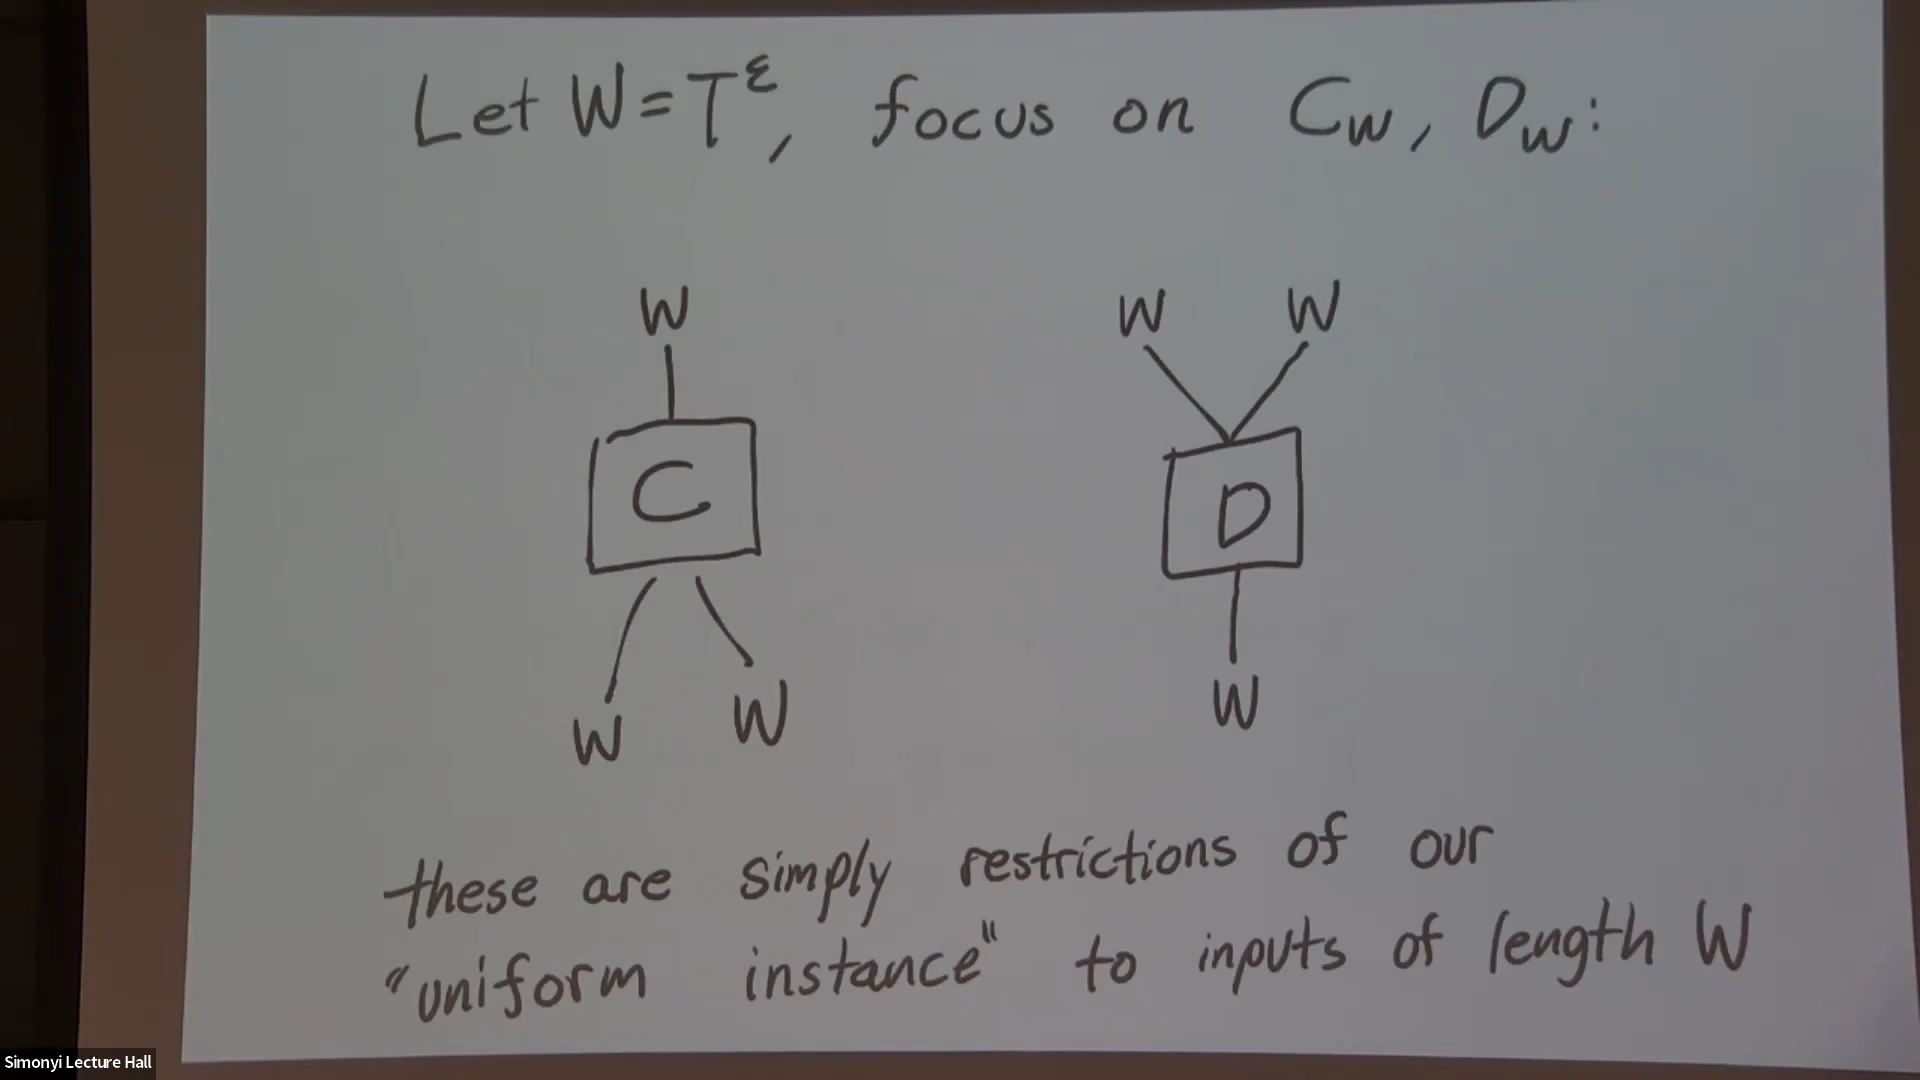 Let W = T^ε, focus on C_W, D_W:
W W W
C D
W W W
these are simply restrictions of our
"uniform instance" to inputs of length W
Simonyi Lecture Hall